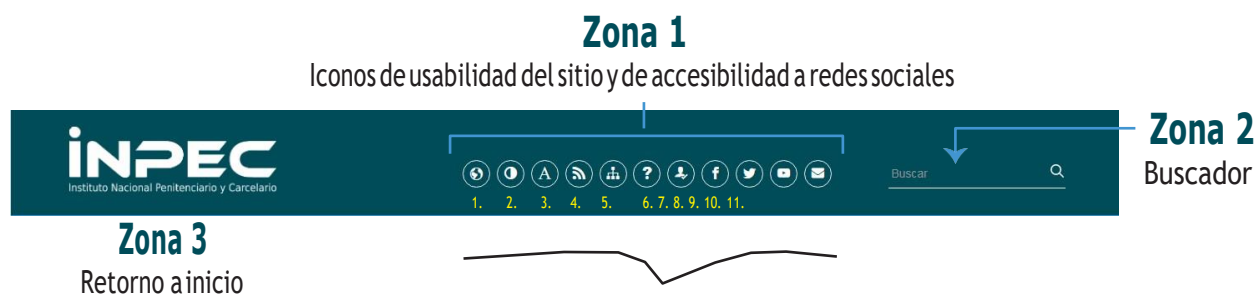 Zona 1
Iconos de usabilidad del sitio y de accesibilidad a redes sociales
INPEC
Instituto Nacional Penitenciario y Carcelario
Buscar
1. 2. 3. 4. 5. 6. 7. 8. 9. 10. 11.
Zona 2
Buscador
Zona 3
Retorno a inicio